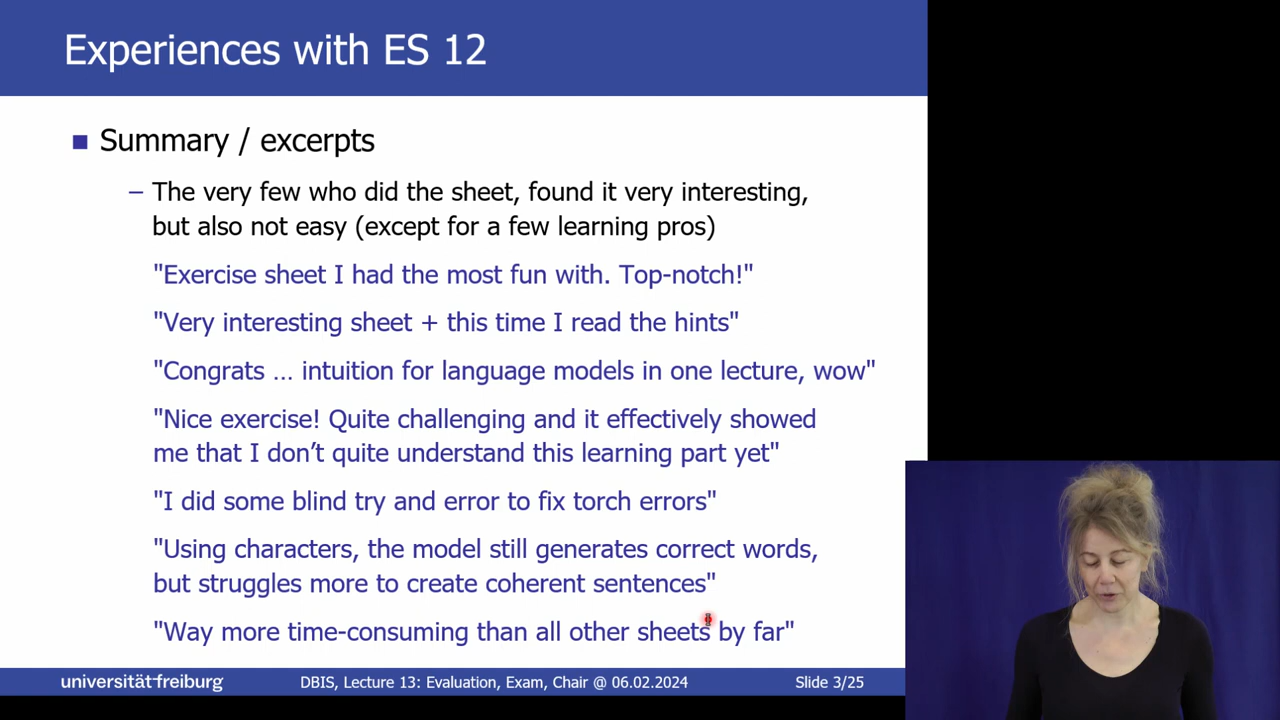 Experiences with ES 12
Summary / excerpts
– The very few who did the sheet, found it very interesting,
but also not easy (except for a few learning pros)
"Exercise sheet I had the most fun with. Top-notch!"
"Very interesting sheet + this time I read the hints"
"Congrats … intuition for language models in one lecture, wow"
"Nice exercise! Quite challenging and it effectively showed
me that I don’t quite understand this learning part yet"
"I did some blind try and error to fix torch errors"
"Using characters, the model still generates correct words,
but struggles more to create coherent sentences"
"Way more time-consuming than all other sheets by far"
universität freiburg
DBIS, Lecture 13: Evaluation, Exam, Chair @ 06.02.2024
Slide 3/25